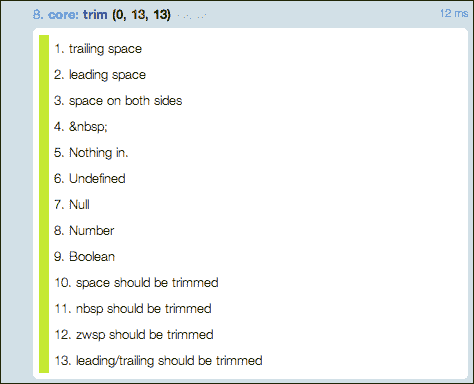 8. core: trim (0, 13, 13)
12 ms
1. trailing space
2. leading space
3. space on both sides
4. &nbsp;
5. Nothing in.
6. Undefined
7. Null
8. Number
9. Boolean
10. space should be trimmed
11. nbsp should be trimmed
12. zwsp should be trimmed
13. leading/trailing should be trimmed